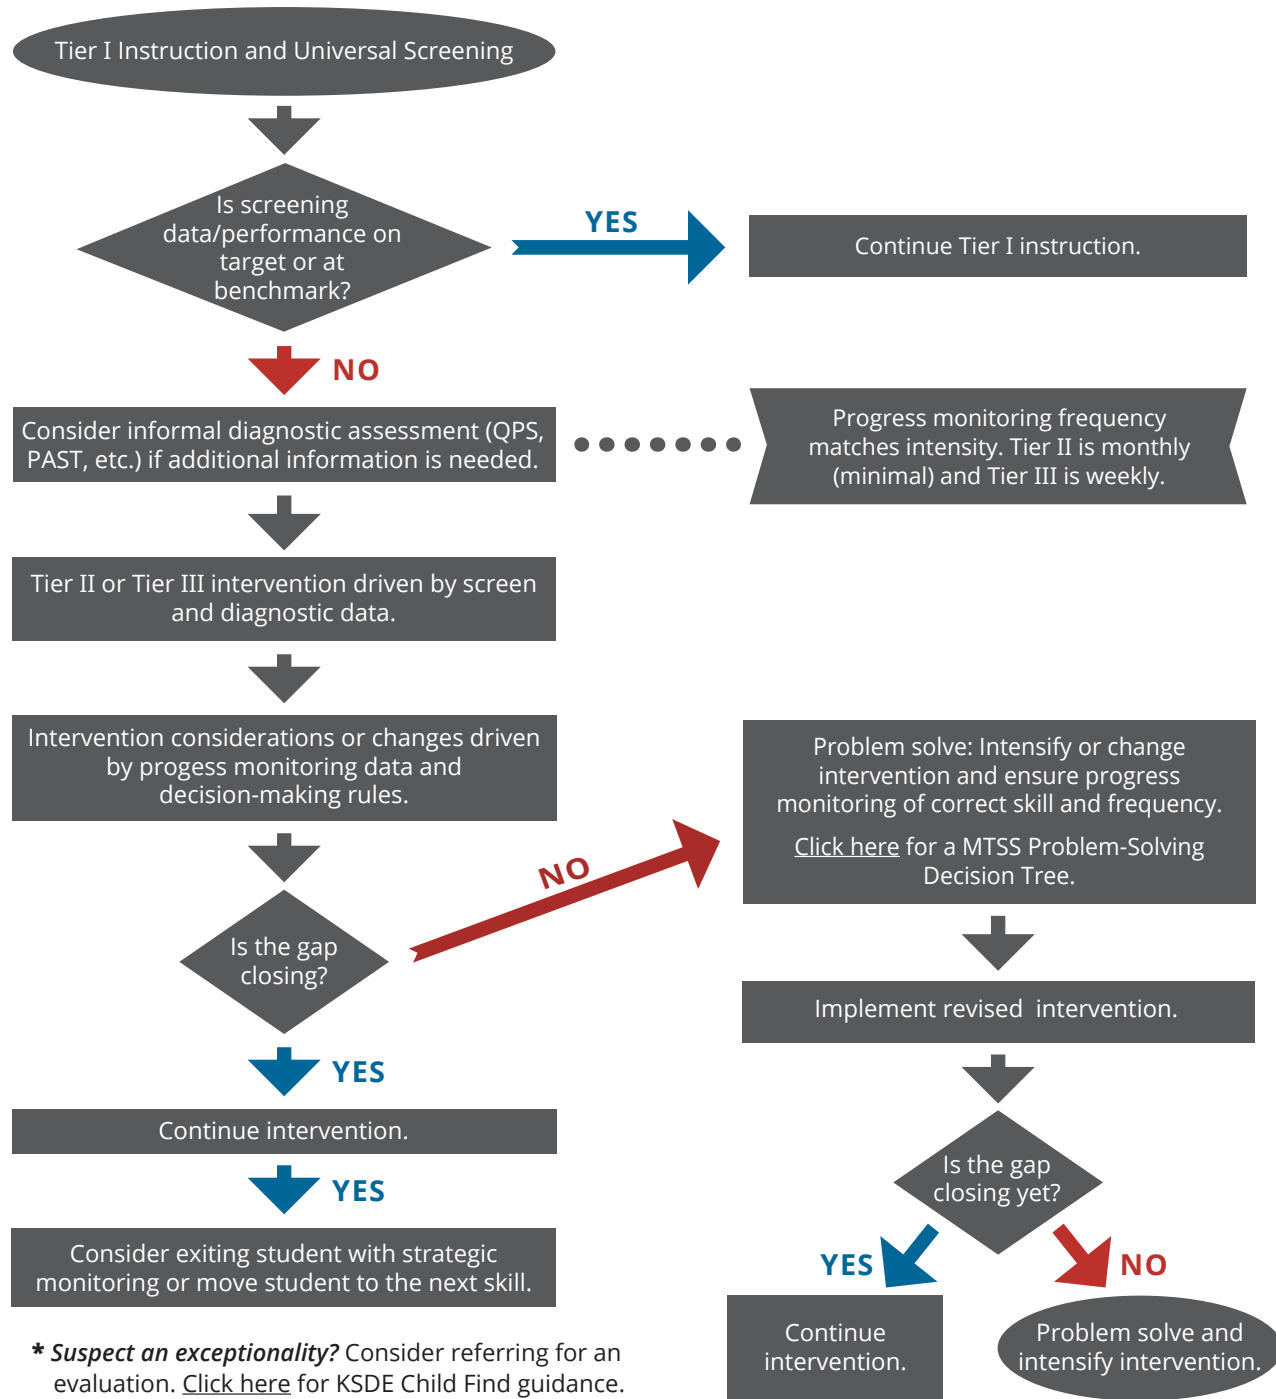 Tier I Instruction and Universal Screening
Is screening
data/performance on
target or at
benchmark?
YES
Continue Tier I instruction.
NO
Consider informal diagnostic assessment (QPS,
PAST, etc.) if additional information is needed.
Progress monitoring frequency
matches intensity. Tier II is monthly
(minimal) and Tier III is weekly.
Tier II or Tier III intervention driven by screen
and diagnostic data.
Intervention considerations or changes driven
by progess monitoring data and
decision-making rules.
Is the gap
closing?
NO
Problem solve: Intensify or change
intervention and ensure progress
monitoring of correct skill and frequency.
Click here for a MTSS Problem-Solving
Decision Tree.
Implement revised intervention.
YES
Continue intervention.
YES
Consider exiting student with strategic
monitoring or move student to the next skill.
Is the gap
closing yet?
YES
NO
Continue
intervention.
Problem solve and
intensify intervention.
* Suspect an exceptionality? Consider referring for an
evaluation. Click here for KSDE Child Find guidance.